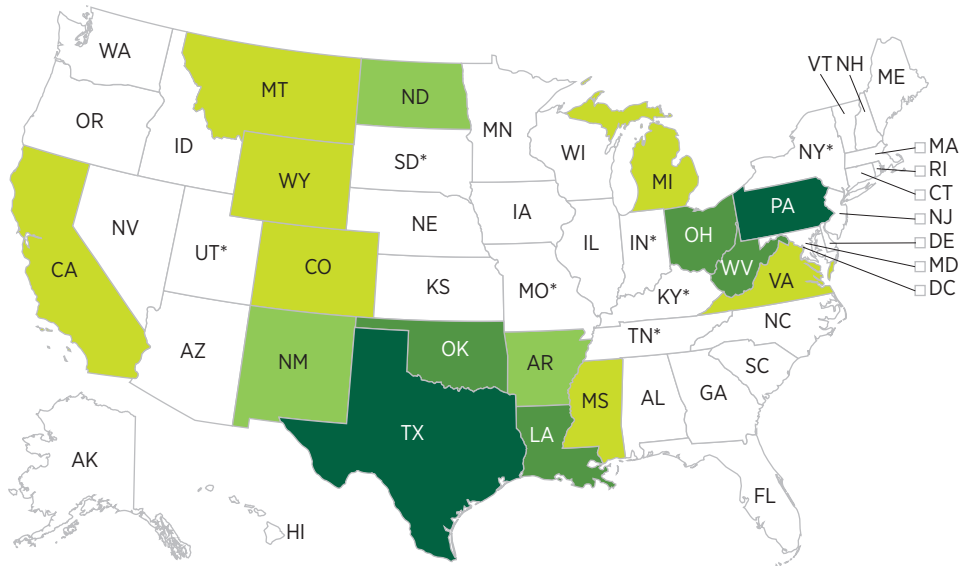 WA
OR
ID
MT
ND
MN
SD*
WI
MI
WY
NE
IA
NV
UT*
CO
CA
KS
MO*
IL
IN*
OH
WV
PA
NY*
VT
NH
ME
MA
RI
CT
NJ
DE
MD
DC
VA
KY*
NC
TN*
SC
AZ
NM
OK
AR
TX
LA
MS
AL
GA
FL
AK
HI